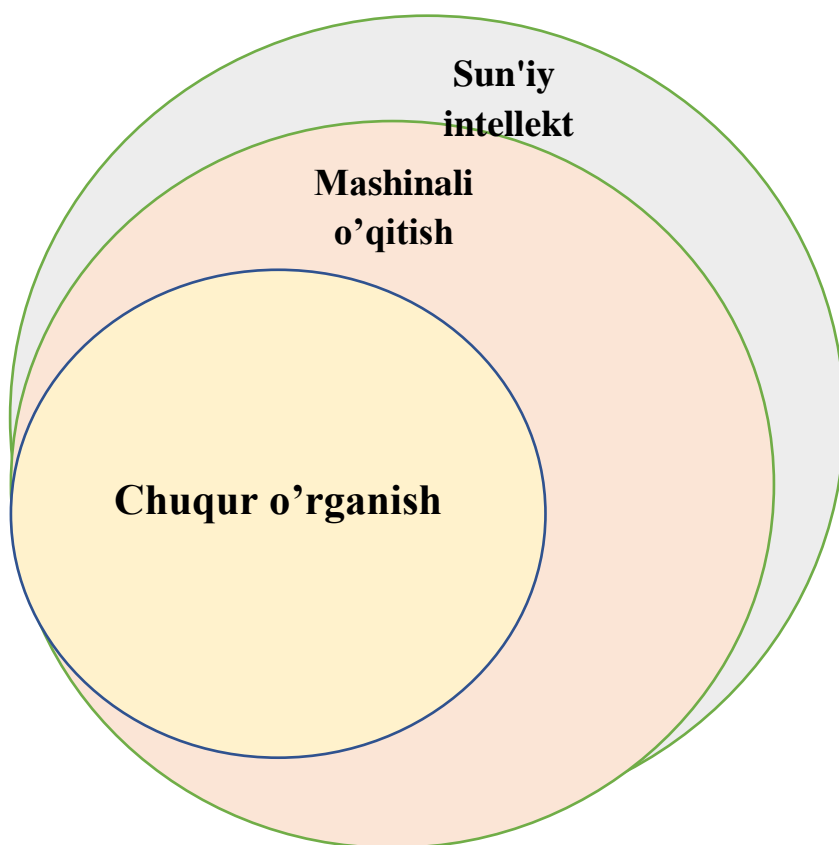 Sun'iy
intellekt
Mashinali
o’qitish
Chuqur o’rganish